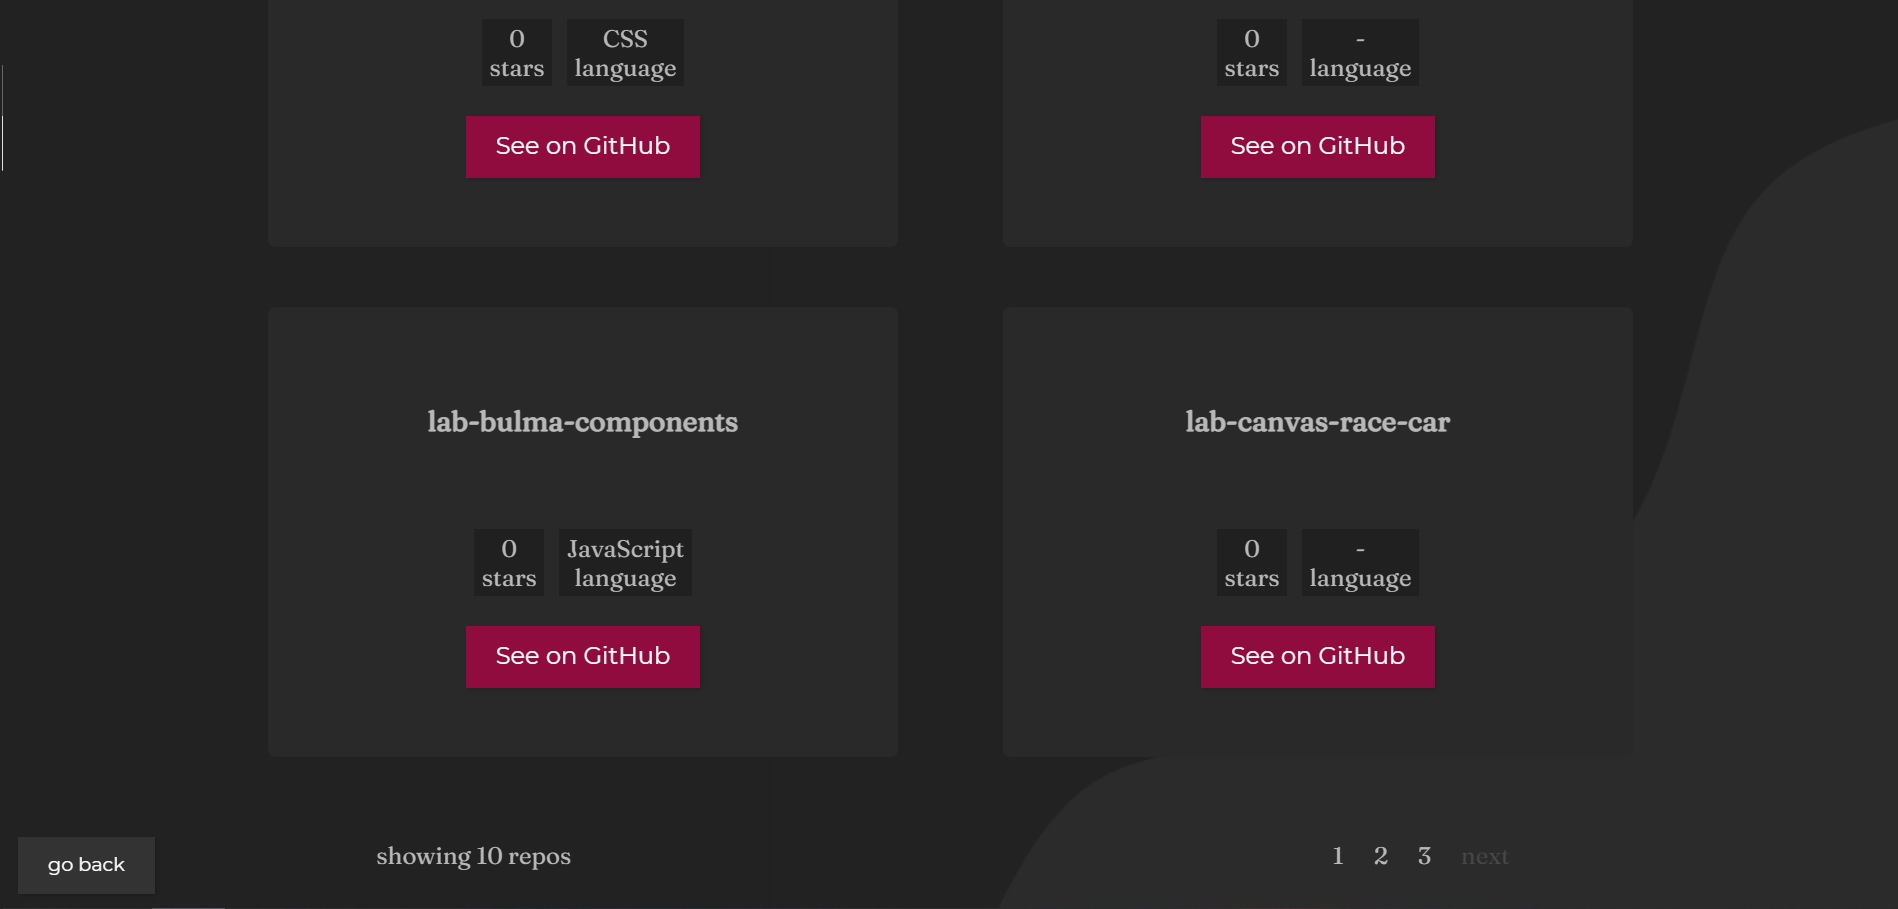 0
stars
CSS
language
See on GitHub
0
stars
-
language
See on GitHub
lab-bulma-components
0
stars
JavaScript
language
See on GitHub
lab-canvas-race-car
0
stars
-
language
See on GitHub
go back
showing 10 repos
1 2 3 next